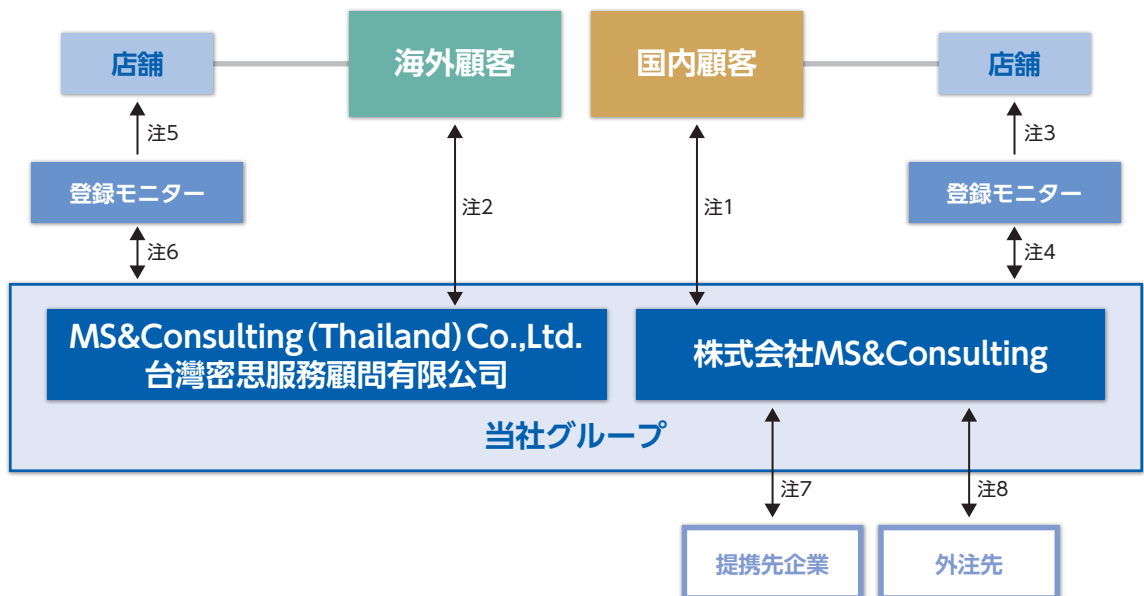 店舗
海外顧客
国内顧客
店舗
注5
注3
登録モニター
注2
注1
登録モニター
注6
注4
MS&Consulting(Thailand)Co.,Ltd.
台灣密思服務顧問有限公司
株式会社MS&Consulting
当社グループ
注7
注8
提携先企業
外注先